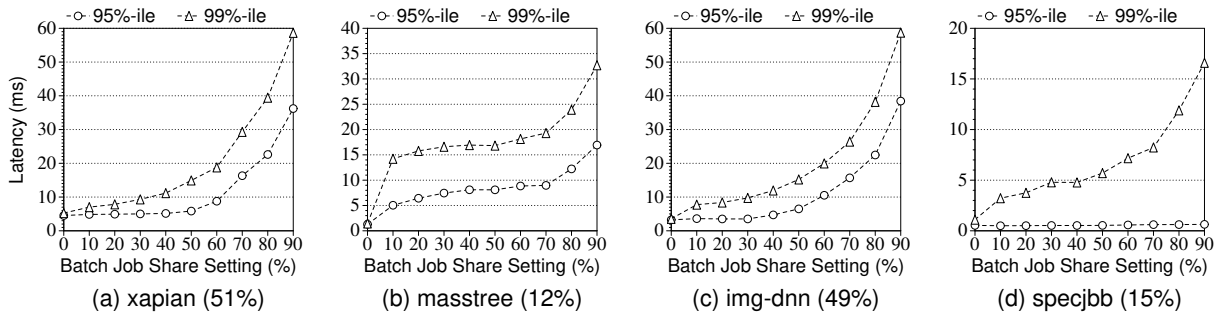 95%-ile 99%-ile
60
50
40
30
20
10
0
Latency (ms)
0 10 20 30 40 50 60 70 80 90
Batch Job Share Setting (%)
(a) xapian (51%)
95%-ile 99%-ile
40
35
30
25
20
15
10
5
0
0 10 20 30 40 50 60 70 80 90
Batch Job Share Setting (%)
(b) masstree (12%)
95%-ile 99%-ile
60
50
40
30
20
10
0
0 10 20 30 40 50 60 70 80 90
Batch Job Share Setting (%)
(c) img-dnn (49%)
95%-ile 99%-ile
20
15
10
5
0
0 10 20 30 40 50 60 70 80 90
Batch Job Share Setting (%)
(d) specjbb (15%)